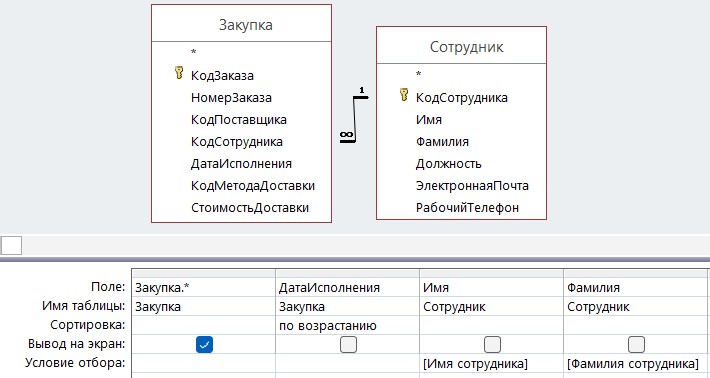 Закупка
*
КодЗаказа
НомерЗаказа
КодПоставщика
КодСотрудника
ДатаИсполнения
КодМетодаДоставки
СтоимостьДоставки
∞
1
Сотрудник
*
КодСотрудника
Имя
Фамилия
Должность
ЭлектроннаяПочта
РабочийТелефон
Поле: Закупка.* ДатаИсполнения Имя Фамилия
Имя таблицы: Закупка Закупка Сотрудник Сотрудник
Сортировка: по возрастанию
Вывод на экран:
Условие отбора: [Имя сотрудника] [Фамилия сотрудника]